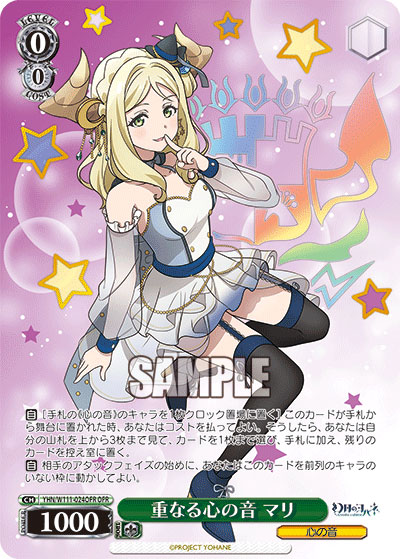 LEVEL
0
0
COST
SAMPLE
自［手札の《心の音》のキャラを1枚クロック置場に置く］このカードが手札か
ら舞台に置かれた時、あなたはコストを払ってよい。そうしたら、あなたは自
分の山札を上から3枚まで見て、カードを1枚まで選び、手札に加え、残りの
カードを控え室に置く。
自 相手のアタックフェイズの始めに、あなたはこのカードを前列のキャラの
いない枠に動かしてよい。
CH YHN/W111-024OFR OFR
1000
重なる心の音 マリ
幻日のヨハネ
心の音
©PROJECT YOHANE